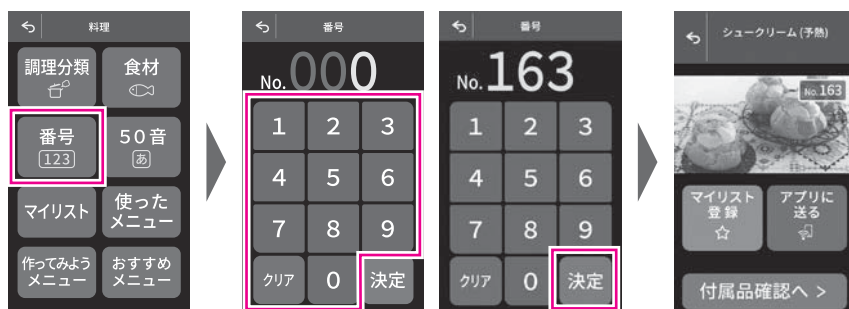 料理
調理分類
食材
番号
123
50音
あ
マイリスト
使った
メニュー
作ってみよう
メニュー
おすすめ
メニュー
番号
No.000
1
2
3
4
5
6
7
8
9
クリア
0
決定
番号
No.163
1
2
3
4
5
6
7
8
9
クリア
0
決定
シュークリーム(予熱)
No.163
マイリスト
登録
アプリに
送る
付属品確認へ >